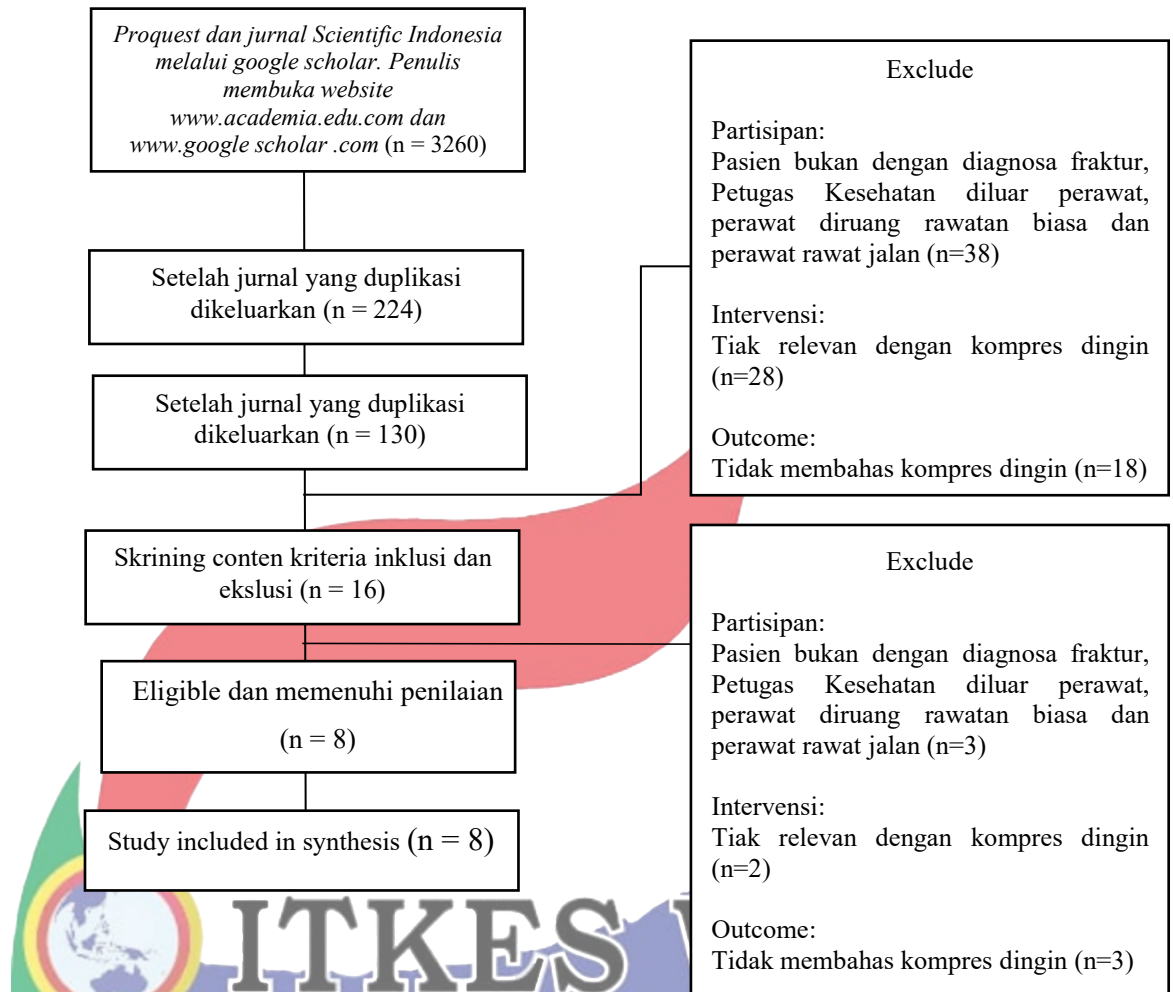 Proquest dan jurnal Scientific Indonesia
melalui google scholar. Penulis
membuka website
www.academia.edu.com dan
www.google scholar .com (n = 3260)
Setelah jurnal yang duplikasi
dikeluarkan (n = 224)
Setelah jurnal yang duplikasi
dikeluarkan (n = 130)
Skrining conten kriteria inklusi dan
ekslusi (n = 16)
Eligible dan memenuhi penilaian
(n = 8)
Study included in synthesis (n = 8)
Exclude
Partisipan:
Pasien bukan dengan diagnosa fraktur,
Petugas Kesehatan diluar perawat,
perawat diruang rawatan biasa dan
perawat rawat jalan (n=38)
Intervensi:
Tiak relevan dengan kompres dingin
(n=28)
Outcome:
Tidak membahas kompres dingin (n=18)
Exclude
Partisipan:
Pasien bukan dengan diagnosa fraktur,
Petugas Kesehatan diluar perawat,
perawat diruang rawatan biasa dan
perawat rawat jalan (n=3)
Intervensi:
Tiak relevan dengan kompres dingin
(n=2)
Outcome:
Tidak membahas kompres dingin (n=3)
ITKES